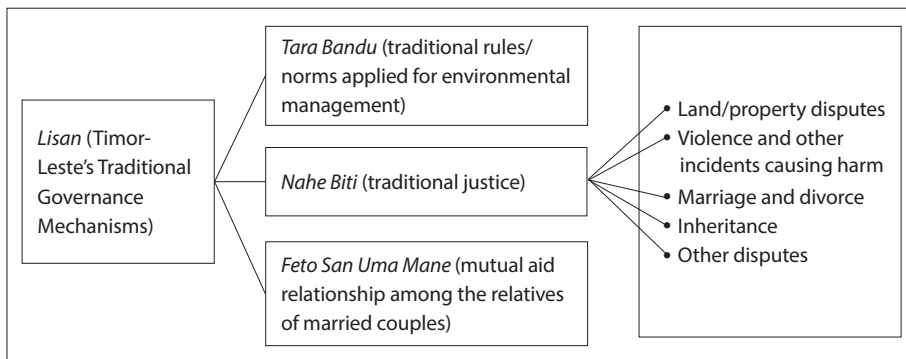 Lisan (Timor-
Leste's Traditional
Governance
Mechanisms)
Tara Bandu (traditional rules/
norms applied for environmental
management)
Nahe Biti (traditional justice)
Feto San Uma Mane (mutual aid
relationship among the relatives
of married couples)
• Land/property disputes
• Violence and other
incidents causing harm
• Marriage and divorce
• Inheritance
• Other disputes